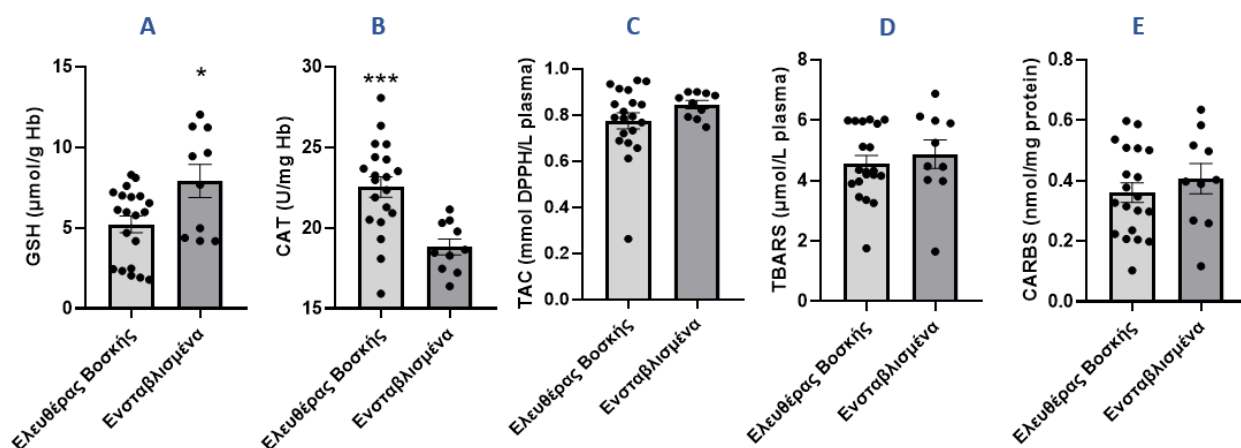 A
B
C
D
E
GSH (μmol/g Hb)
15
10
5
0
*
Ελευθέρας Βοσκής
Ενσταβλισμένα
CAT (U/mg Hb)
30
25
20
15
***
Ελευθέρας Βοσκής
Ενσταβλισμένα
TAC (mmol DPPH/L plasma)
1.0
0.8
0.6
0.4
0.2
0.0
Ελευθέρας Βοσκής
Ενσταβλισμένα
TBARS (μmol/L plasma)
8
6
4
2
0
Ελευθέρας Βοσκής
Ενσταβλισμένα
CARBS (nmol/mg protein)
0.8
0.6
0.4
0.2
0.0
Ελευθέρας Βοσκής
Ενσταβλισμένα